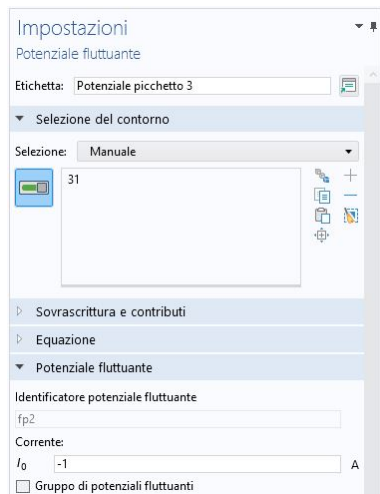 Impostazioni
Potenziale fluttuante
Etichetta: Potenziale picchetto 3
Selezione del contorno
Selezione: Manuale
31
Sovrascrittura e contributi
Equazione
Potenziale fluttuante
Identificatore potenziale fluttuante
fp2
Corrente:
I0 -1 A
Gruppo di potenziali fluttuanti